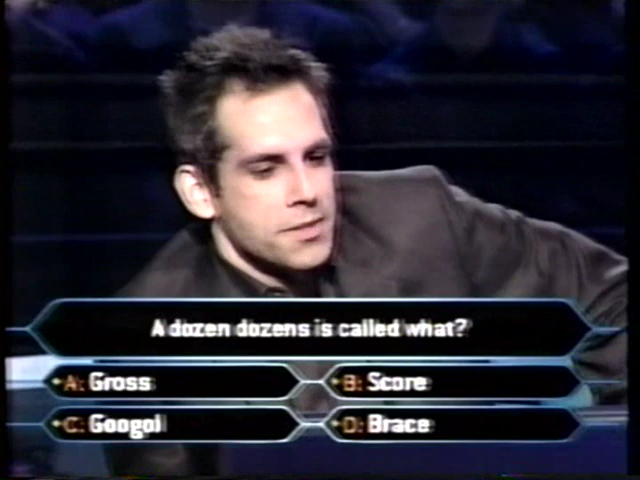 A dozen dozens is called what?
A: Gross
B: Score
C: Googol
D: Brace